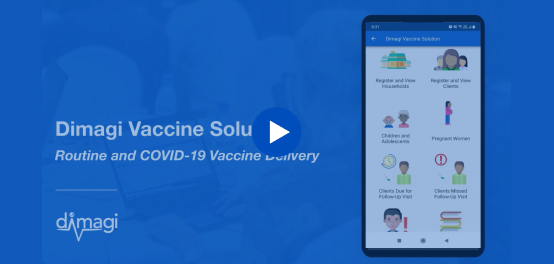 Dimagi Vaccine Solu
Routine and COVID-19 Vaccine Delivery
dimagi
Dimagi Vaccine Solution
Register and View
Households
Register and View
Clients
Children and
Adolescents
Pregnant Women
Clients Due for
Follow-Up Visit
Clients Missed
Follow-Up Visit